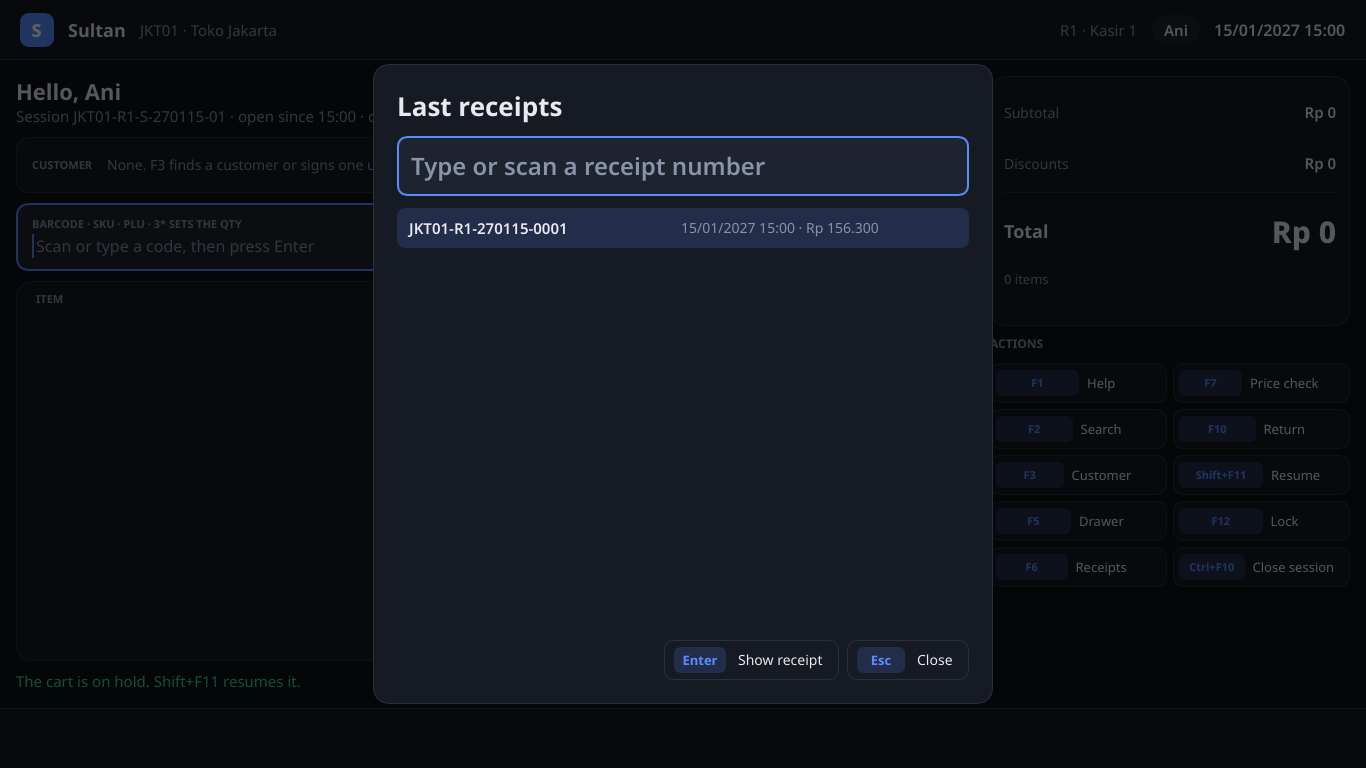 S
Sultan
JKT01 · Toko Jakarta
R1 · Kasir 1
Ani
15/01/2027 15:00
Hello, Ani
Session JKT01-R1-S-270115-01 · open since 15:00 ·
CUSTOMER
None. F3 finds a customer or signs one
BARCODE · SKU · PLU · 3* SETS THE QTY
Scan or type a code, then press Enter
ITEM
The cart is on hold. Shift+F11 resumes it.
Last receipts
Type or scan a receipt number
JKT01-R1-270115-0001
15/01/2027 15:00 · Rp 156.300
Enter
Show receipt
Esc
Close
Subtotal
Rp 0
Discounts
Rp 0
Total
Rp 0
0 items
ACTIONS
F1
Help
F7
Price check
F2
Search
F10
Return
F3
Customer
Shift+F11
Resume
F5
Drawer
F12
Lock
F6
Receipts
Ctrl+F10
Close session